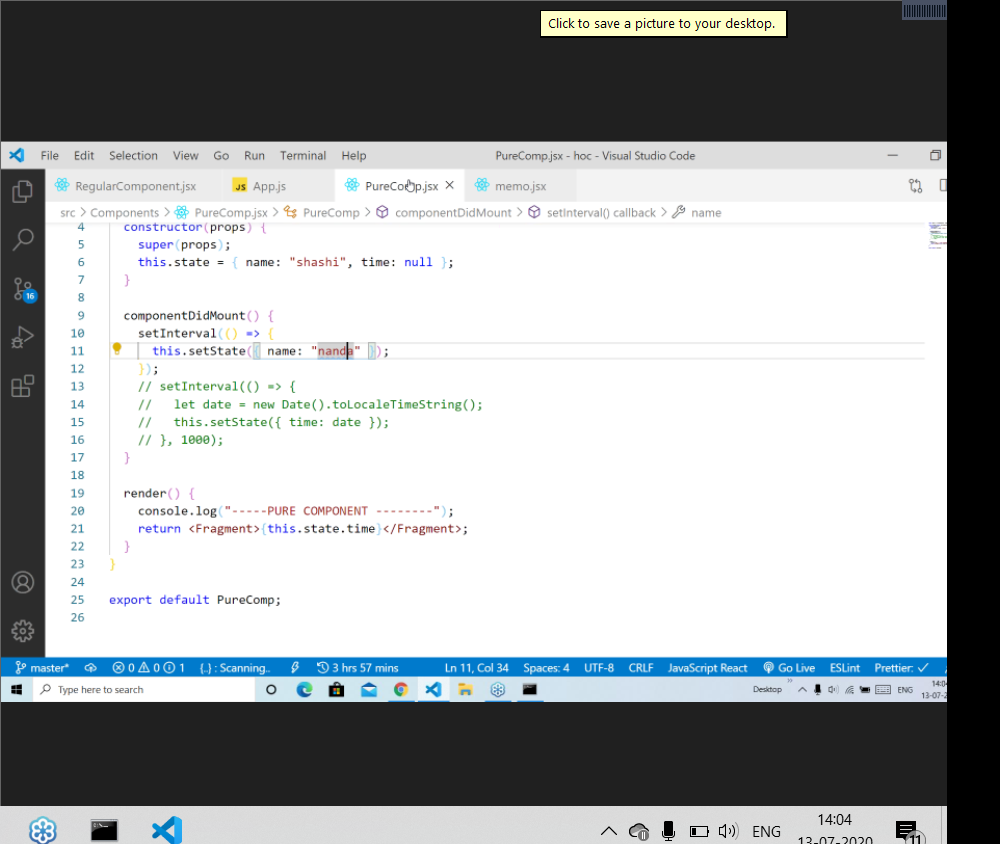 Click to save a picture to your desktop.
File Edit Selection View Go Run Terminal Help PureComp.jsx - hoc - Visual Studio Code
RegularComponent.jsx JS App.js PureComp.jsx memo.jsx
src > Components > PureComp.jsx > PureComp > componentDidMount > setInterval() callback > name
4 constructor(props) {
5 super(props);
6 this.state = { name: "shashi", time: null };
7 }
8
9 componentDidMount() {
10 setInterval(() => {
11 this.setState({ name: "nanda" });
12 });
13 // setInterval(() => {
14 // let date = new Date().toLocaleTimeString();
15 // this.setState({ time: date });
16 // }, 1000);
17 }
18
19 render() {
20 console.log("-----PURE COMPONENT --------");
21 return <Fragment>{this.state.time}</Fragment>;
22 }
23 }
24
25 export default PureComp;
26
16
master* 0 0 1 {..} : Scanning.. 3 hrs 57 mins Ln 11, Col 34 Spaces: 4 UTF-8 CRLF JavaScript React Go Live ESLint Prettier: ✓
Type here to search Desktop ENG 14:04
13-07-2
ENG 14:04
13-07-2020 11